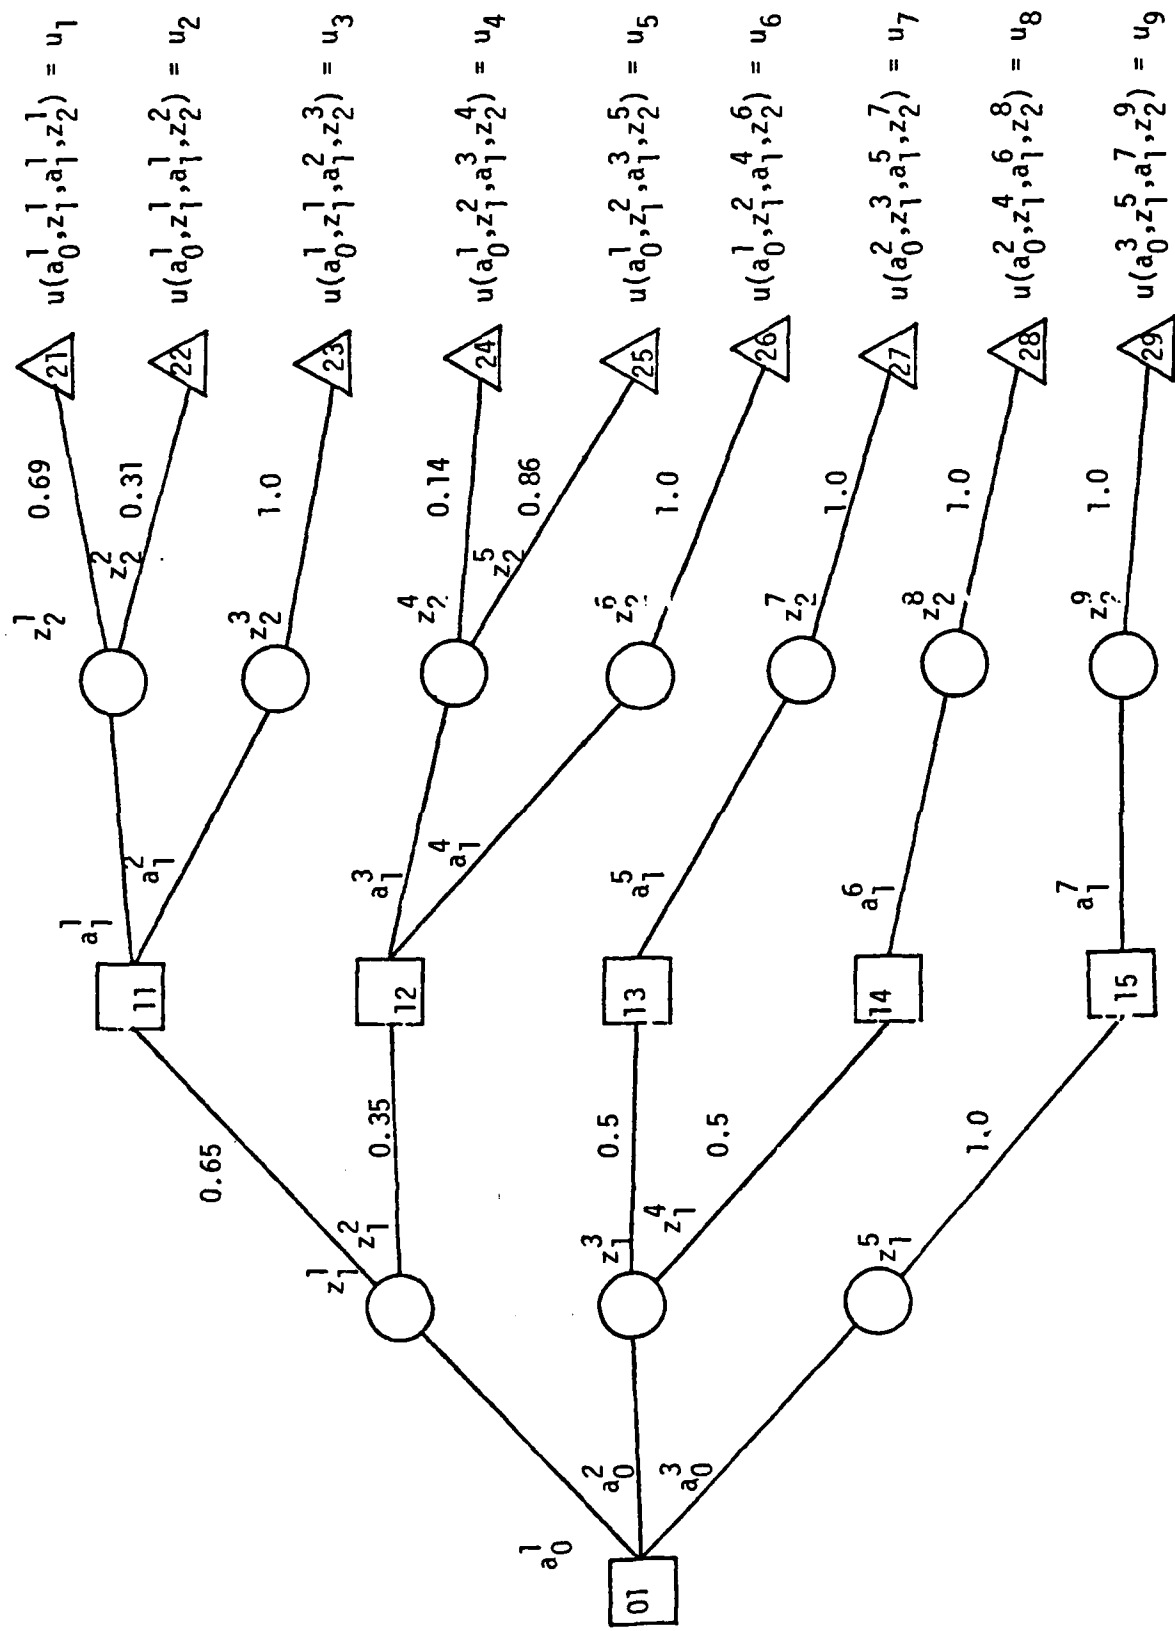 u(a_0^1,z_1^1,a_1^1,z_2^1) = u_1
u(a_0^1,z_1^1,a_1^1,z_2^2) = u_2
u(a_0^1,z_1^1,a_1^2,z_2^3) = u_3
u(a_0^1,z_1^2,a_1^3,z_2^4) = u_4
u(a_0^1,z_1^2,a_1^3,z_2^5) = u_5
u(a_0^1,z_1^2,a_1^4,z_2^6) = u_6
u(a_0^2,z_1^3,a_1^5,z_2^7) = u_7
u(a_0^2,z_1^4,a_1^6,z_2^8) = u_8
u(a_0^3,z_1^5,a_1^7,z_2^9) = u_9
21
22
23
24
25
26
27
28
29
0.69
0.31
1.0
0.14
0.86
1.0
1.0
1.0
1.0
z_2^1
z_2^2
z_2^3
z_2^4
z_2^5
z_2^6
z_2^7
z_2^8
z_2^9
a_1^1
a_1^2
a_1^3
a_1^4
a_1^5
a_1^6
a_1^7
11
12
13
14
15
0.65
0.35
0.5
0.5
1.0
z_1^1
z_1^2
z_1^3
z_1^4
z_1^5
a_0^1
a_0^2
a_0^3
01